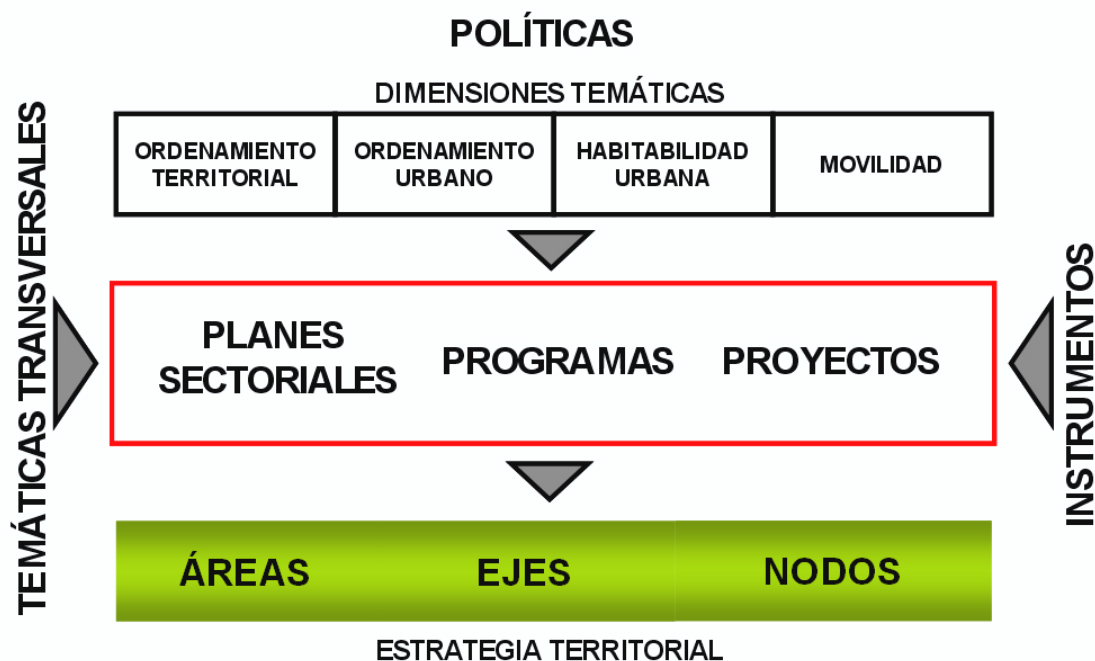 POLÍTICAS
DIMENSIONES TEMÁTICAS
ORDENAMIENTO
TERRITORIAL
ORDENAMIENTO
URBANO
HABITABILIDAD
URBANA
MOVILIDAD
TEMÁTICAS TRANSVERSALES
PLANES
SECTORIALES
PROGRAMAS
PROYECTOS
INSTRUMENTOS
ÁREAS
EJES
NODOS
ESTRATEGIA TERRITORIAL